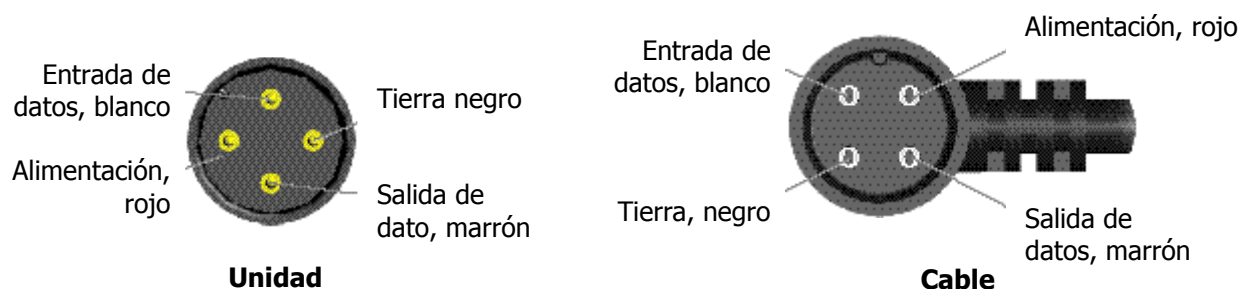 Entrada de
datos, blanco
Tierra negro
Alimentación,
rojo
Salida de
dato, marrón
Unidad
Alimentación, rojo
Entrada de
datos, blanco
Tierra, negro
Salida de
datos, marrón
Cable